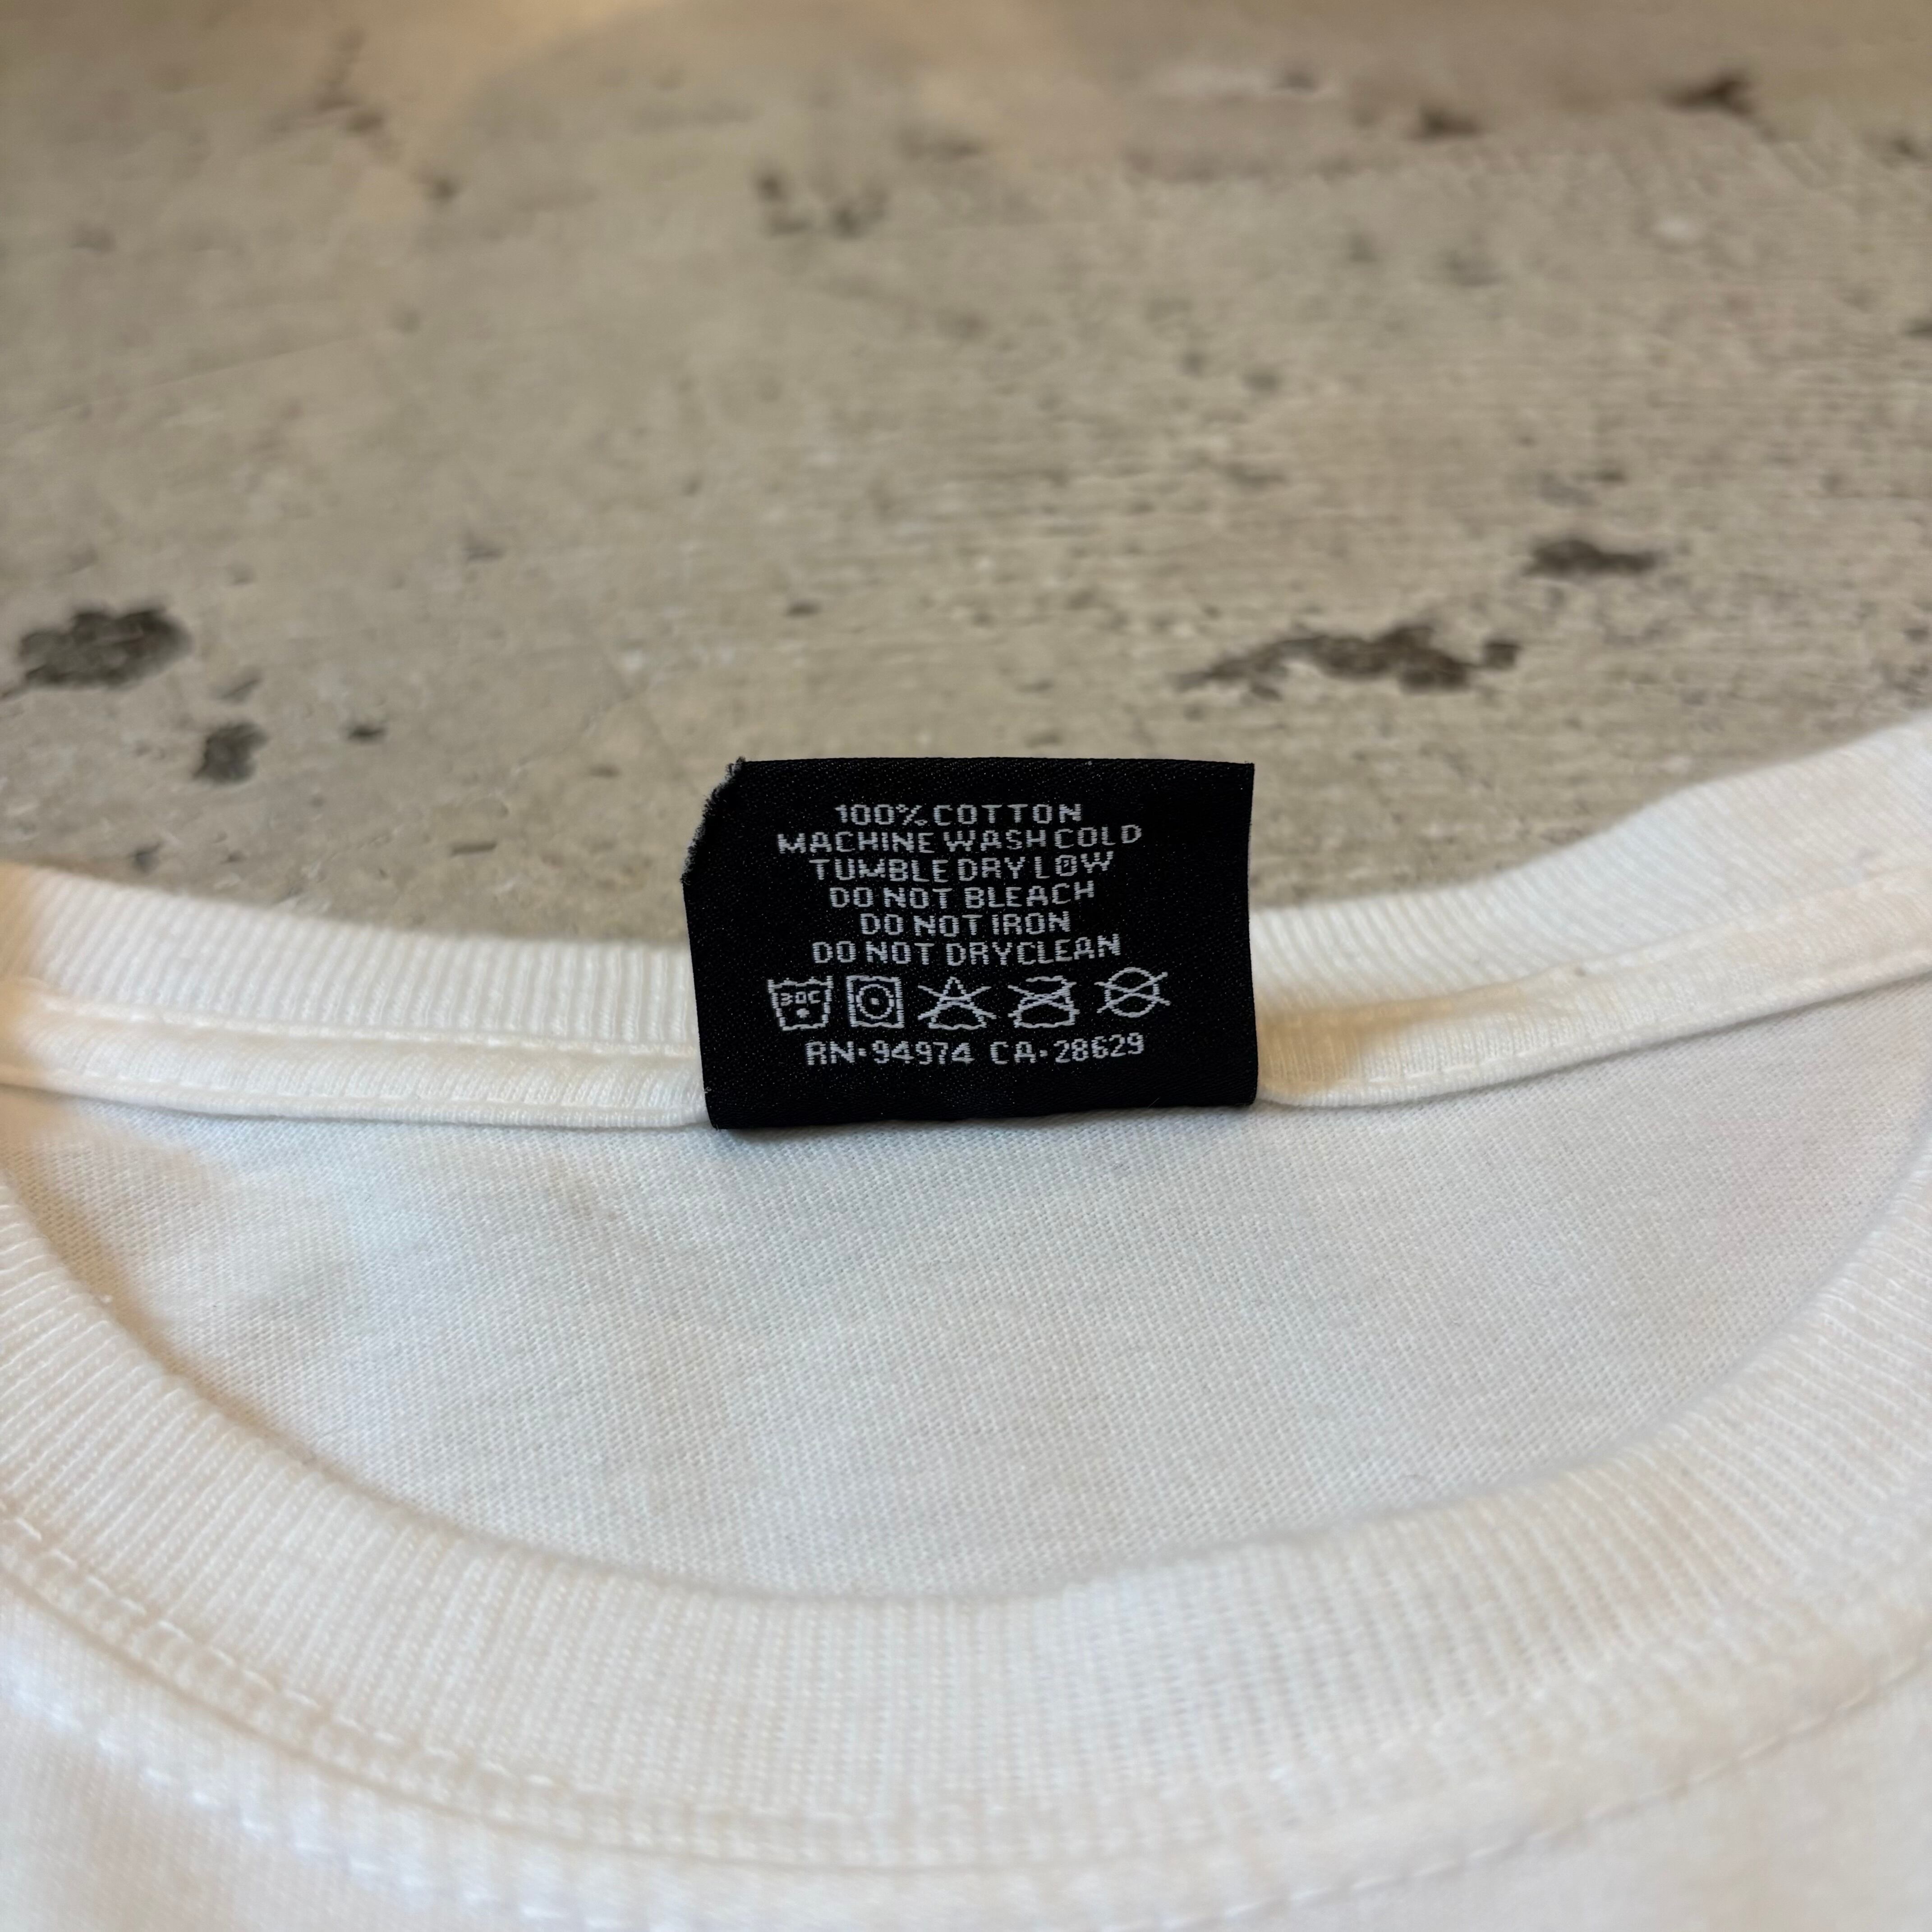 100% COTTON
MACHINE WASH COLD
TUMBLE DRY LOW
DO NOT BLEACH
DO NOT IRON
DO NOT DRYCLEAN
30C
RN·94974 CA·28629